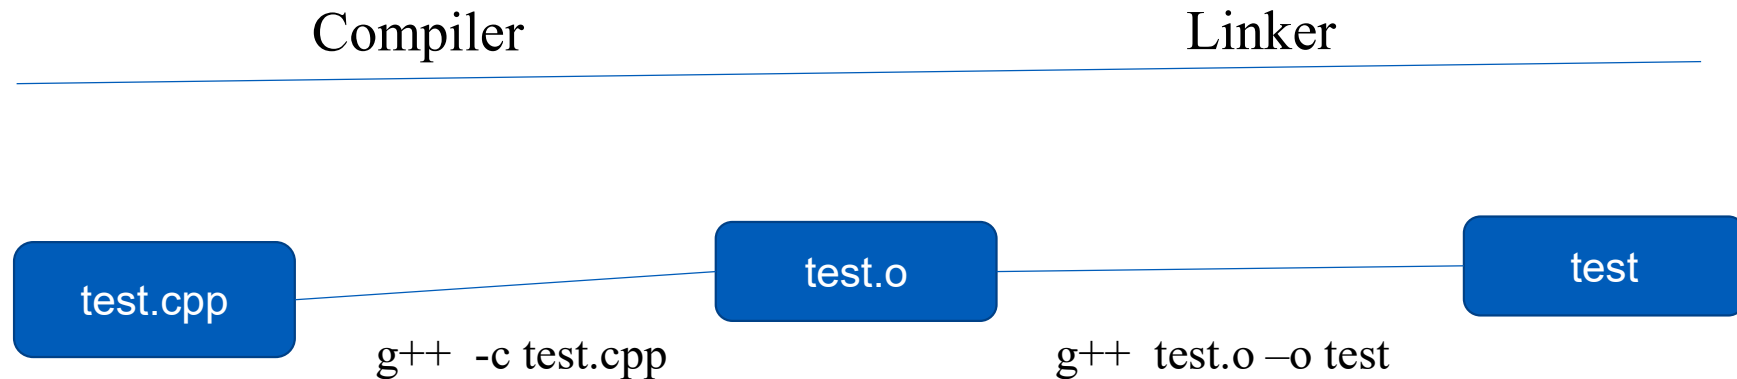 Compiler
Linker
test.cpp
test.o
test
g++  -c test.cpp
g++  test.o –o test